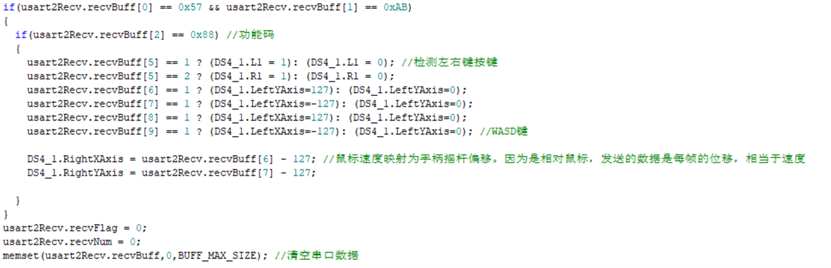 if(usart2Recv.recvBuff[0] == 0x57 && usart2Recv.recvBuff[1] == 0xAB)
{
if(usart2Recv.recvBuff[2] == 0x88) //功能码
{
usart2Recv.recvBuff[5] == 1 ? (DS4_1.L1 = 1): (DS4_1.L1 = 0); //检测左右键按键
usart2Recv.recvBuff[5] == 2 ? (DS4_1.R1 = 1): (DS4_1.R1 = 0);
usart2Recv.recvBuff[6] == 1 ? (DS4_1.LeftYAxis=127): (DS4_1.LeftYAxis=0);
usart2Recv.recvBuff[7] == 1 ? (DS4_1.LeftYAxis=-127): (DS4_1.LeftYAxis=0);
usart2Recv.recvBuff[8] == 1 ? (DS4_1.LeftXAxis=127): (DS4_1.LeftYAxis=0);
usart2Recv.recvBuff[9] == 1 ? (DS4_1.LeftXAxis=-127): (DS4_1.LeftYAxis=0); //WASD键
DS4_1.RightXAxis = usart2Recv.recvBuff[6] - 127; //鼠标速度映射为手柄摇杆偏移。因为是相对鼠标，发送的数据是每帧的位移，相当于速度
DS4_1.RightYAxis = usart2Recv.recvBuff[7] - 127;
}
}
usart2Recv.recvFlag = 0;
usart2Recv.recvNum = 0;
memset(usart2Recv.recvBuff,0,BUFF_MAX_SIZE); //清空串口数据